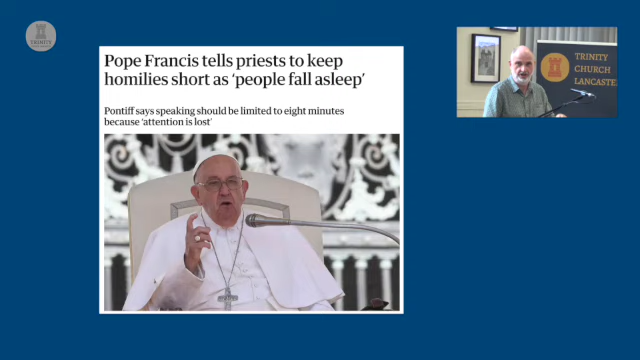 TRINITY
Pope Francis tells priests to keep
homilies short as ‘people fall asleep’
Pontiff says speaking should be limited to eight minutes
because ‘attention is lost’
TRINITY
CHURCH
LANCASTER